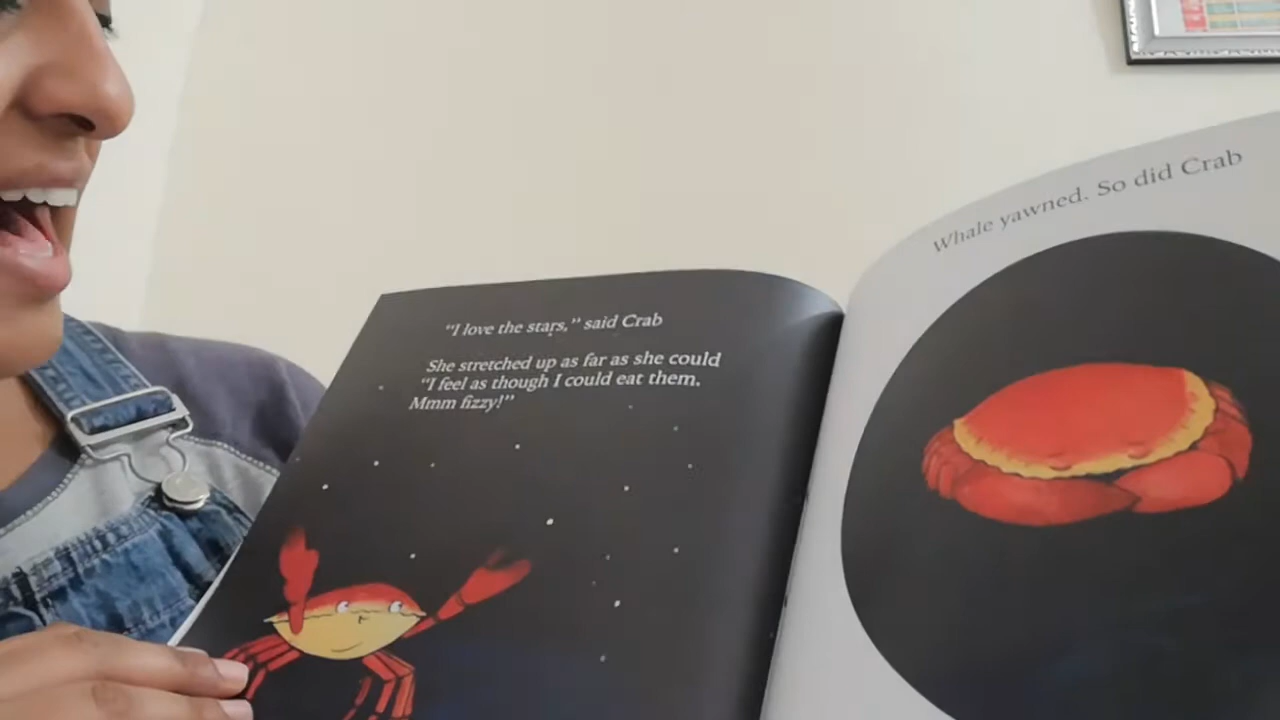 "I love the stars," said Crab
She stretched up as far as she could
"I feel as though I could eat them.
Mmm fizzy!"
Whale yawned. So did Crab